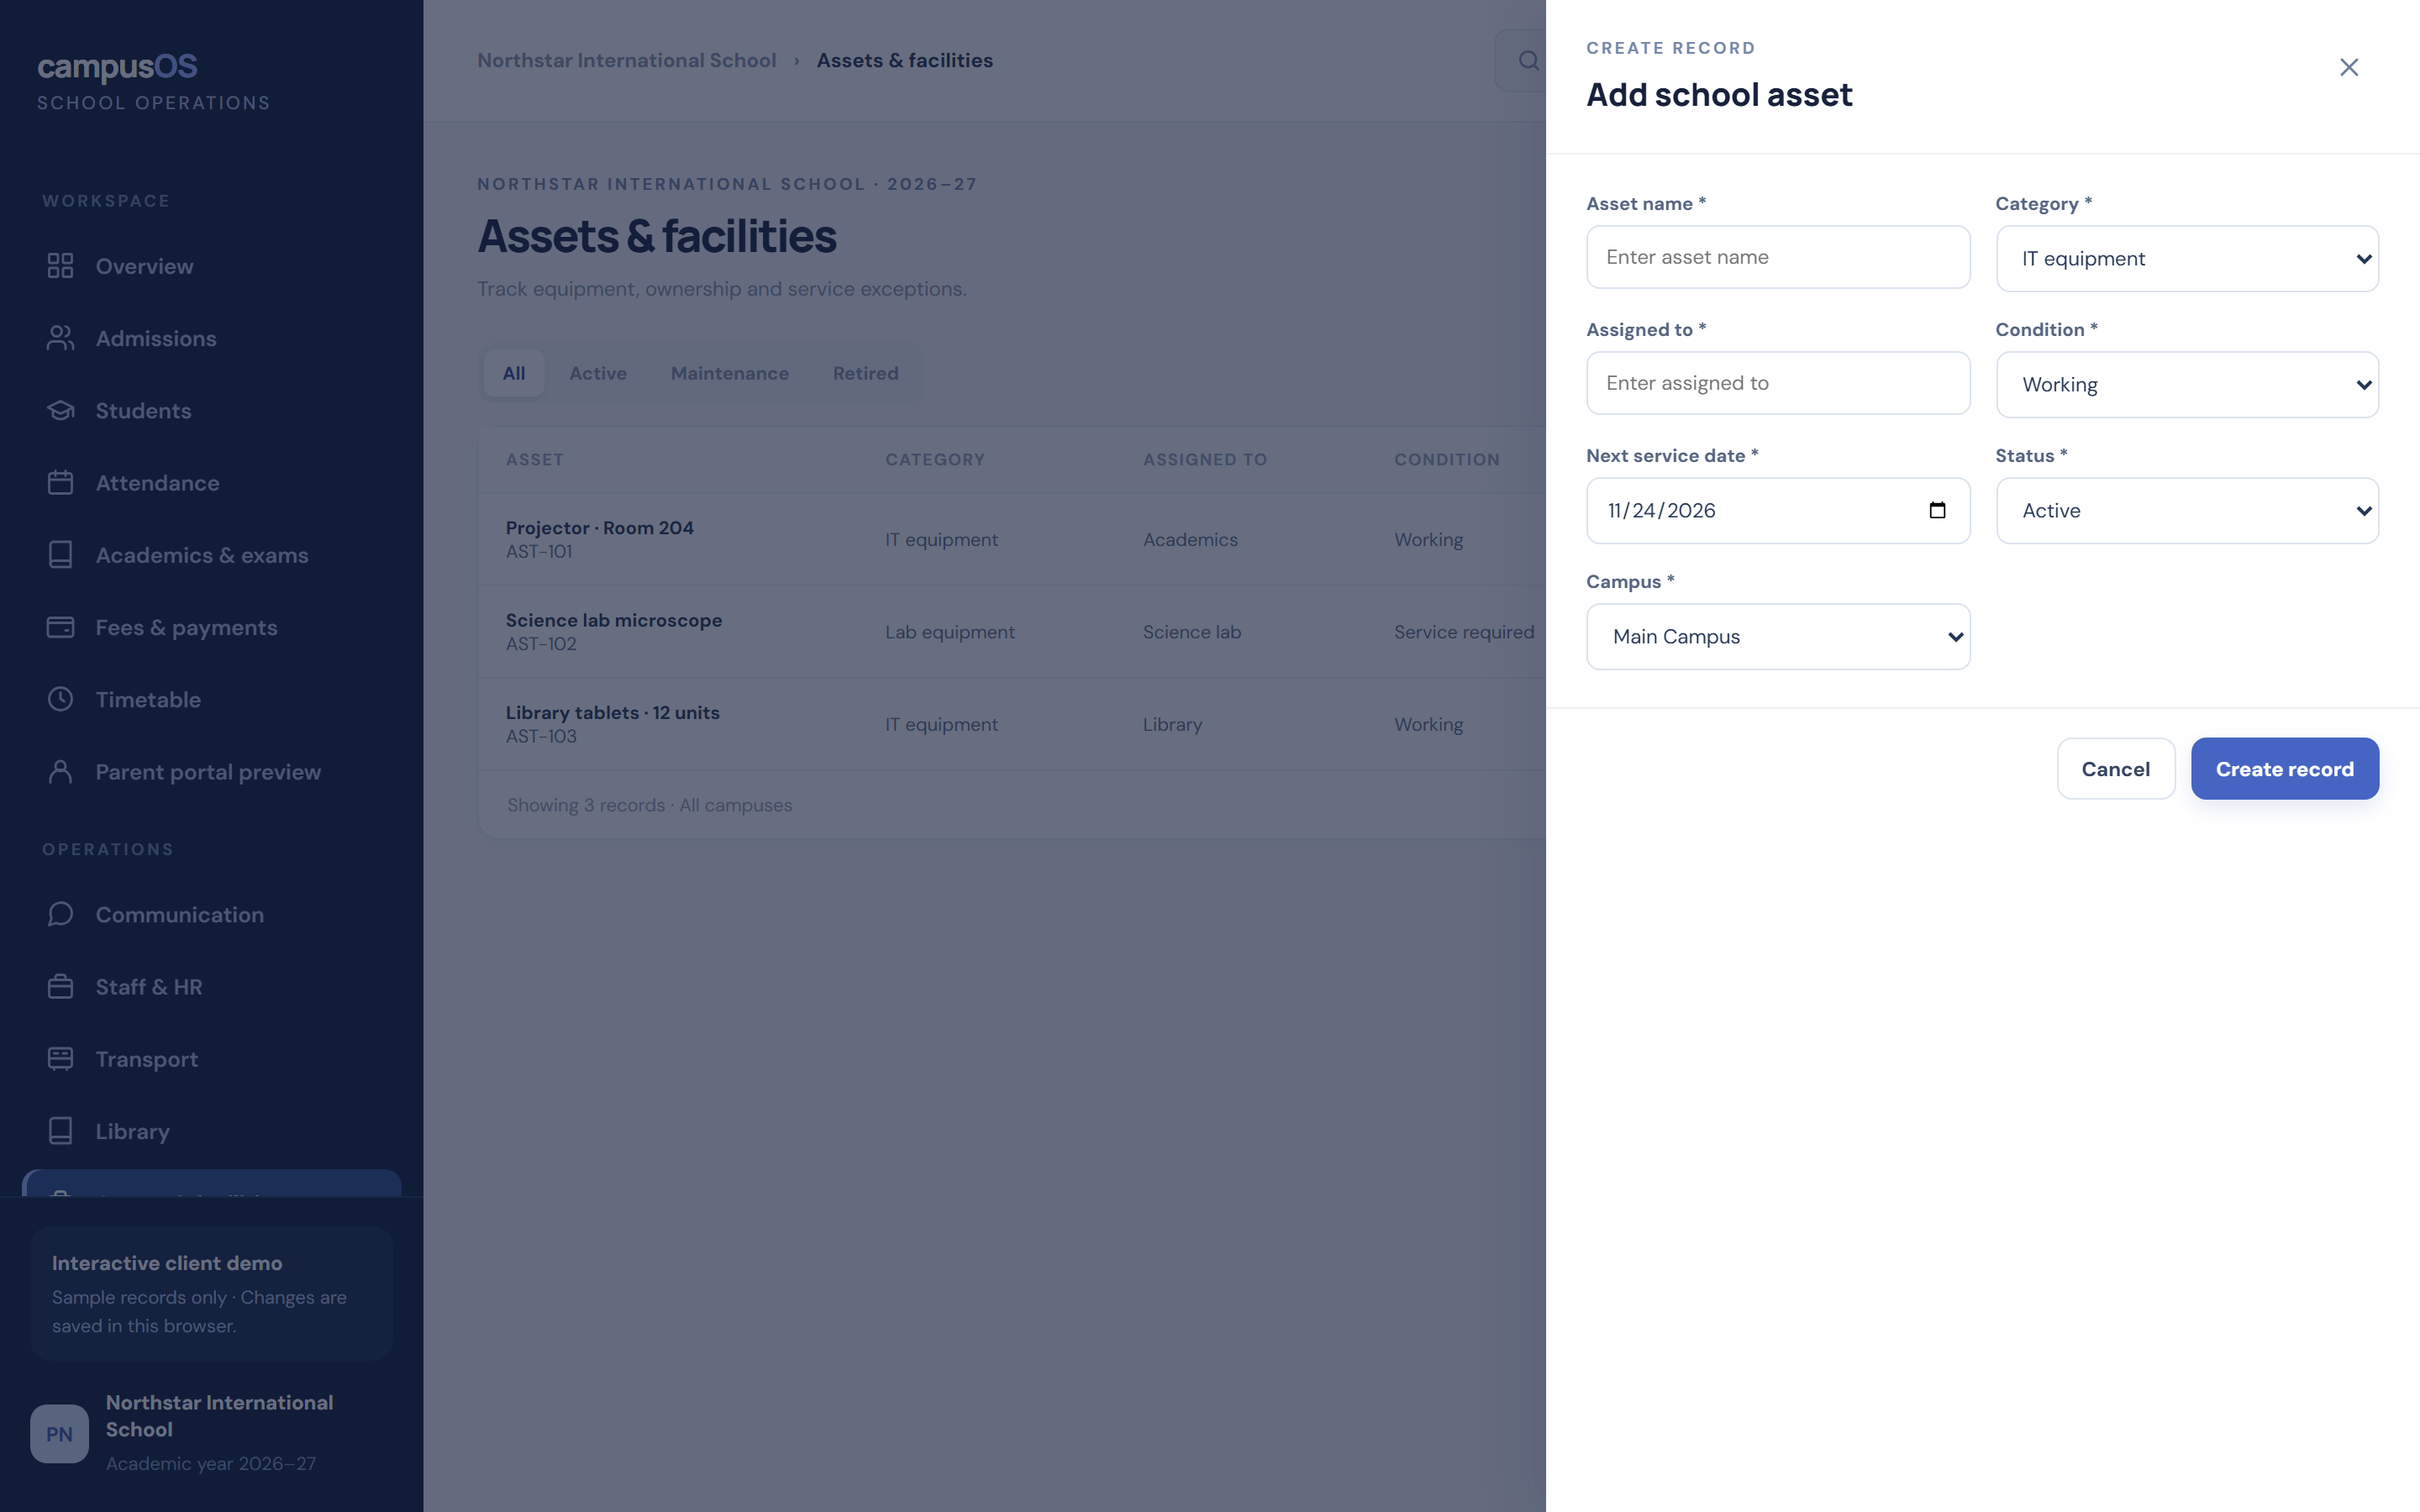 campusOS
SCHOOL OPERATIONS
WORKSPACE
Overview
Admissions
Students
Attendance
Academics & exams
Fees & payments
Timetable
Parent portal preview
OPERATIONS
Communication
Staff & HR
Transport
Library
Interactive client demo
Sample records only · Changes are
saved in this browser.
PN
Northstar International
School
Academic year 2026–27
Northstar International School › Assets & facilities
NORTHSTAR INTERNATIONAL SCHOOL · 2026–27
Assets & facilities
Track equipment, ownership and service exceptions.
All Active Maintenance Retired
ASSET CATEGORY ASSIGNED TO CONDITION
Projector · Room 204
AST-101
IT equipment Academics Working
Science lab microscope
AST-102
Lab equipment Science lab Service required
Library tablets · 12 units
AST-103
IT equipment Library Working
Showing 3 records · All campuses
CREATE RECORD
Add school asset
Asset name * Category *
Enter asset name IT equipment
Assigned to * Condition *
Enter assigned to Working
Next service date * Status *
11/24/2026 Active
Campus *
Main Campus
Cancel Create record